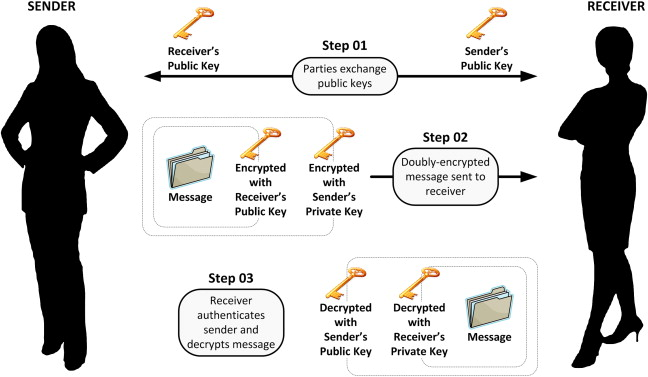 SENDER
RECEIVER
Receiver's
Public Key
Step 01
Parties exchange
public keys
Sender's
Public Key
Message
Encrypted
with
Receiver's
Public Key
Encrypted
with
Sender's
Private Key
Step 02
Doubly-encrypted
message sent to
receiver
Step 03
Receiver
authenticates
sender and
decrypts message
Decrypted
with
Sender's
Public Key
Decrypted
with
Receiver's
Private Key
Message